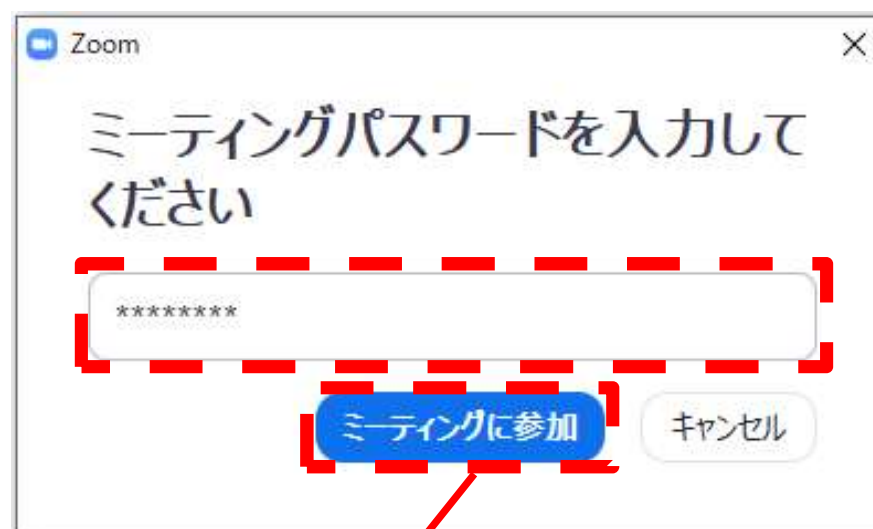 Zoom
ミーティングパスワードを入力して
ください
********
ミーティングに参加
キャンセル